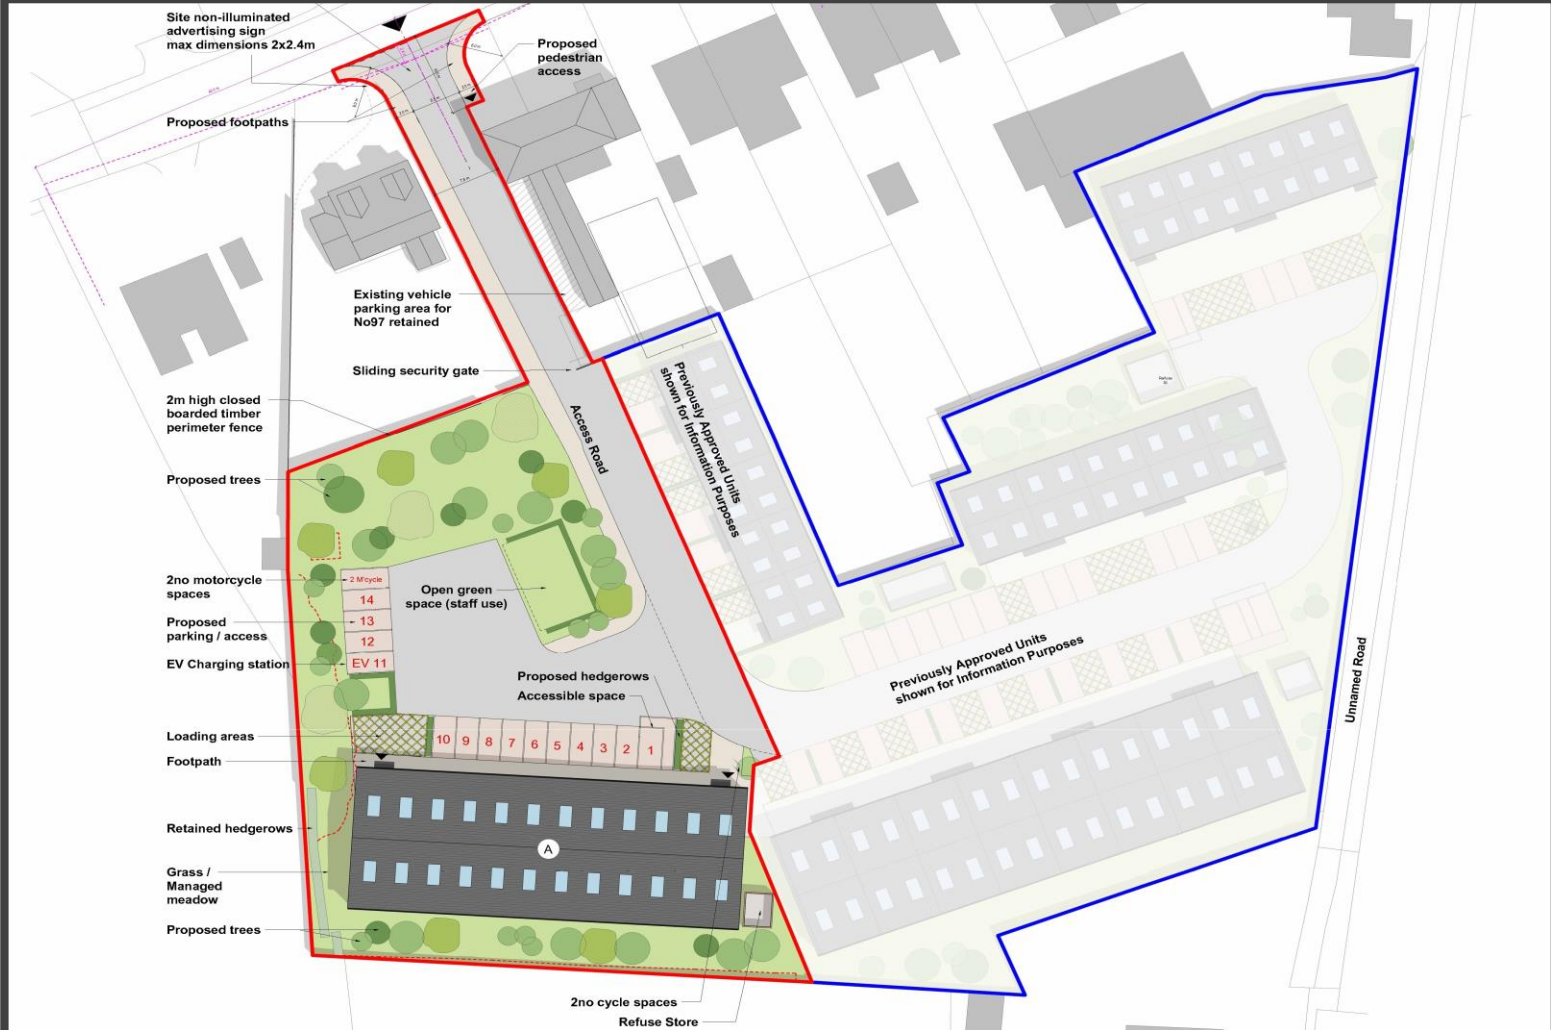 Site non-illuminated
advertising sign
max dimensions 2x2.4m
Proposed
pedestrian
access
Proposed footpaths
Existing vehicle
parking area for
No97 retained
Sliding security gate
2m high closed
boarded timber
perimeter fence
Access Road
Previously Approved Units
shown for Information Purposes
Proposed trees
2no motorcycle
spaces
2 M'cycle
14
Proposed
parking / access
13
12
EV Charging station
EV 11
Open green
space (staff use)
Proposed hedgerows
Accessible space
Previously Approved Units
shown for Information Purposes
Unnamed Road
Loading areas
10 9 8 7 6 5 4 3 2 1
Footpath
Retained hedgerows
A
Grass /
Managed
meadow
Proposed trees
2no cycle spaces
Refuse Store